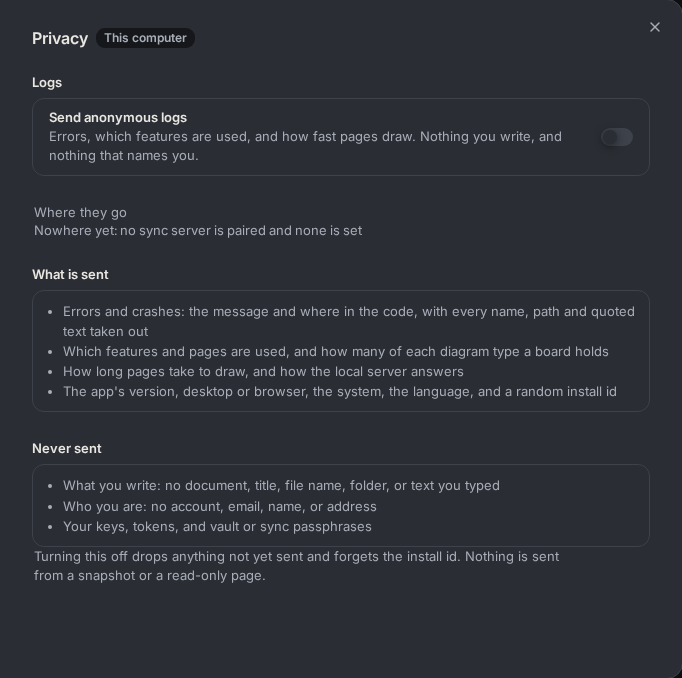 Privacy This computer
Logs
Send anonymous logs
Errors, which features are used, and how fast pages draw. Nothing you write, and
nothing that names you.
Where they go
Nowhere yet: no sync server is paired and none is set
What is sent
• Errors and crashes: the message and where in the code, with every name, path and quoted
text taken out
• Which features and pages are used, and how many of each diagram type a board holds
• How long pages take to draw, and how the local server answers
• The app's version, desktop or browser, the system, the language, and a random install id
Never sent
• What you write: no document, title, file name, folder, or text you typed
• Who you are: no account, email, name, or address
• Your keys, tokens, and vault or sync passphrases
Turning this off drops anything not yet sent and forgets the install id. Nothing is sent
from a snapshot or a read-only page.